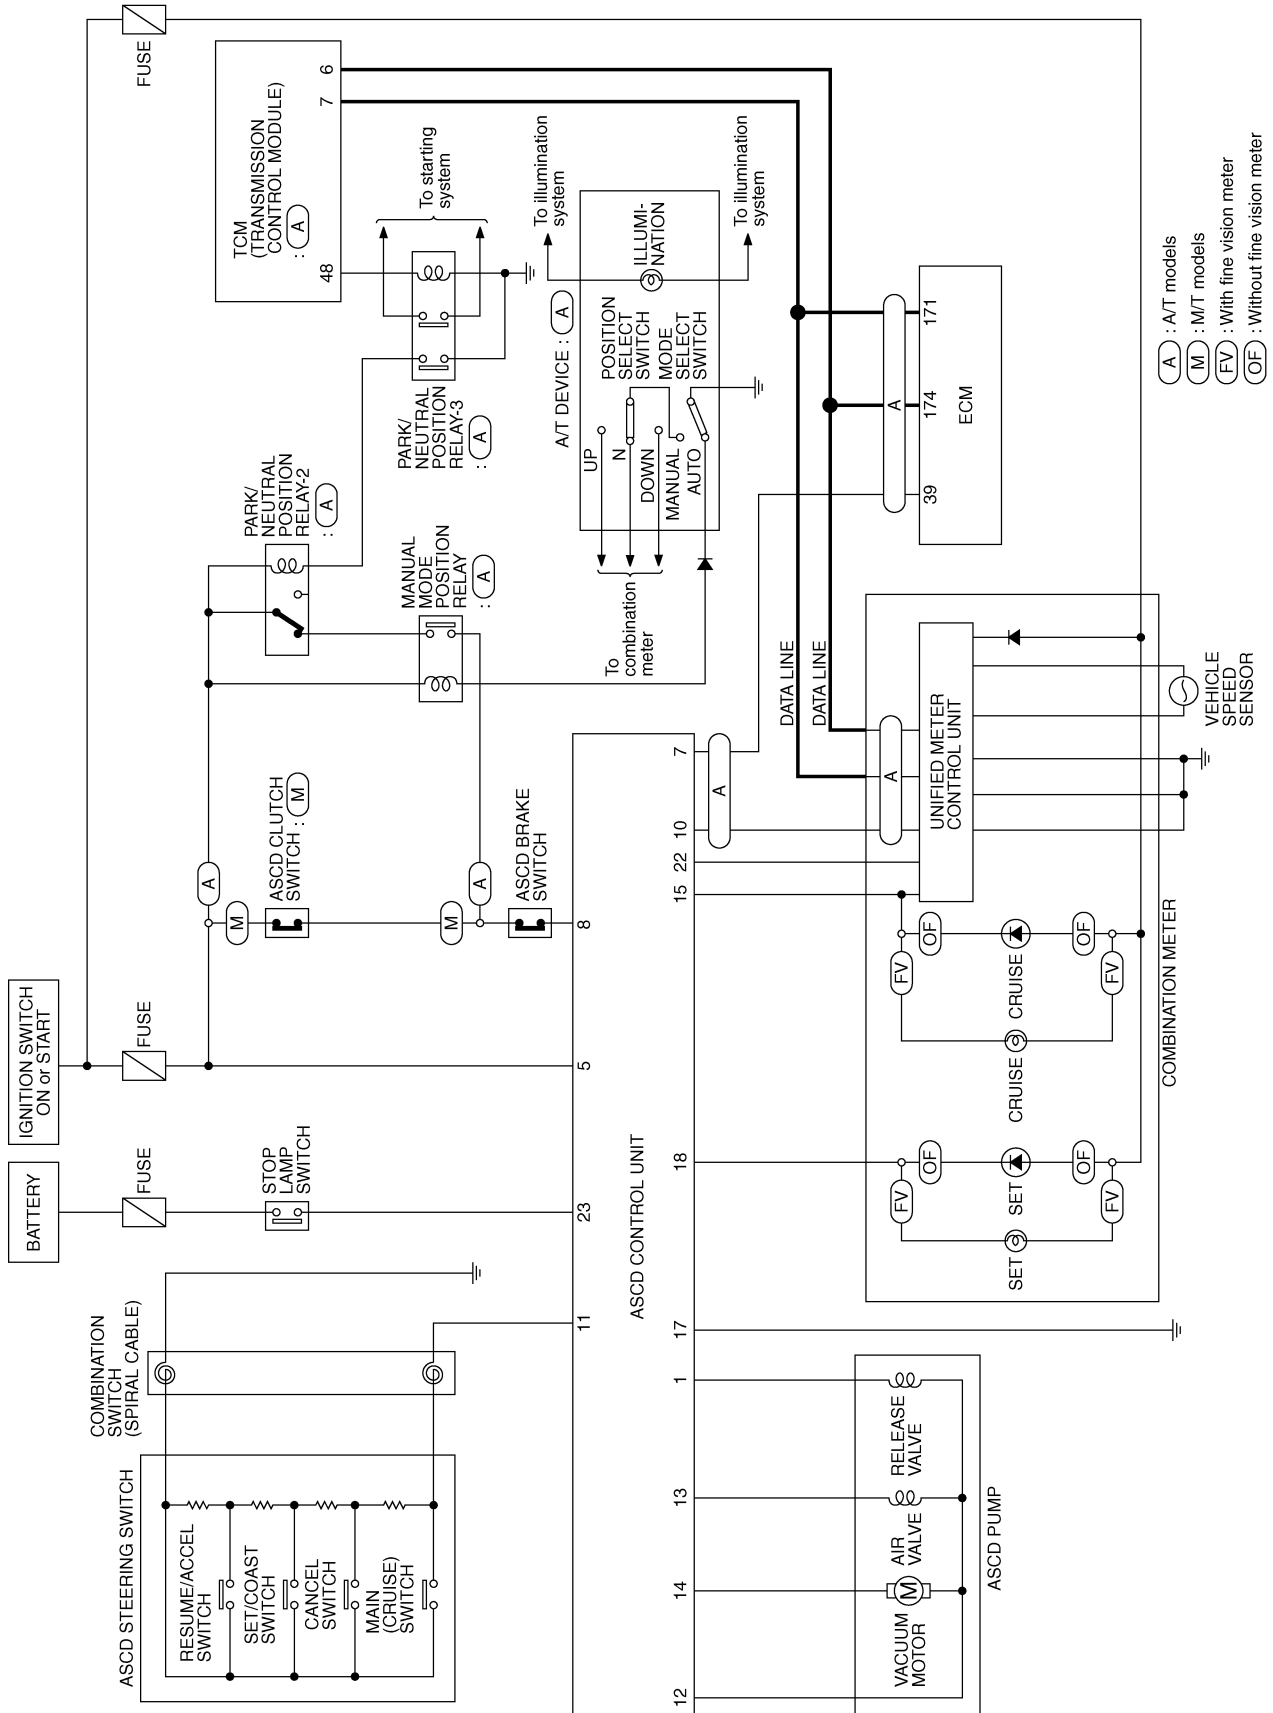 IGNITION SWITCH
ON or START
BATTERY
FUSE
FUSE
FUSE
TCM
(TRANSMISSION
CONTROL MODULE)
: A
6
7
48
To starting
system
PARK/
NEUTRAL
POSITION
RELAY-3
: A
PARK/
NEUTRAL
POSITION
RELAY-2
: A
MANUAL
MODE
POSITION
RELAY
: A
A
M
ASCD CLUTCH
SWITCH : M
M
A
ASCD BRAKE
SWITCH
STOP
LAMP
SWITCH
COMBINATION
SWITCH
(SPIRAL CABLE)
ASCD STEERING SWITCH
RESUME/ACCEL
SWITCH
SET/COAST
SWITCH
CANCEL
SWITCH
MAIN
(CRUISE)
SWITCH
To illumination
system
To illumination
system
A/T DEVICE : A
ILLUMI-
NATION
POSITION
SELECT
SWITCH
MODE
SELECT
SWITCH
UP
N
DOWN
MANUAL
AUTO
To
combination
meter
11
23
5
8
ASCD CONTROL UNIT
12
14
13
1
17
18
15
22
10
7
A
DATA LINE
DATA LINE
A
39
174
171
ECM
A
UNIFIED METER
CONTROL UNIT
VEHICLE
SPEED
SENSOR
COMBINATION METER
OF
OF
FV
FV
CRUISE
CRUISE
OF
OF
FV
FV
SET
SET
RELEASE
VALVE
AIR
VALVE
M
VACUUM
MOTOR
ASCD PUMP
A : A/T models
M : M/T models
FV : With fine vision meter
OF : Without fine vision meter